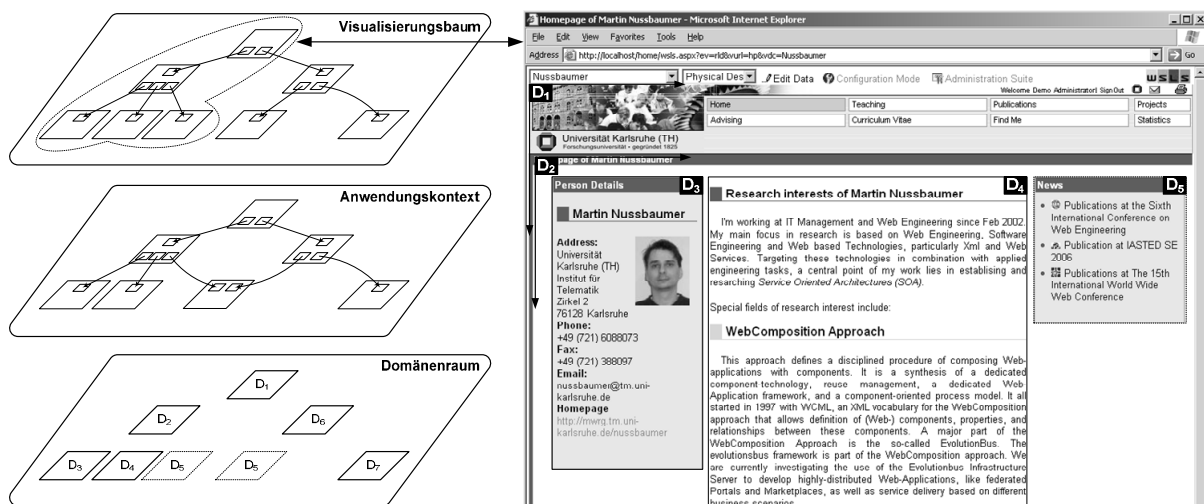 Visualisierungsbaum
Anwendungskontext
Domänenraum
D1
D2
D6
D3
D4
D5
D5
D7
Homepage of Martin Nussbaumer - Microsoft Internet Explorer
File Edit View Favorites Tools Help
Address http://localhost/home/wsls.aspx?ev=rld&vurl=hp&vdc=Nussbaumer Go
Nussbaumer Physical Des Edit Data Configuration Mode Administration Suite WSLS
Welcome Demo Administrator! Sign Out
D1
Home Teaching Publications Projects
Advising Curriculum Vitae Find Me Statistics
Universität Karlsruhe (TH)
Forschungsuniversität • gegründet 1825
D2
page of Martin Nussbaumer
Person Details
D3
Martin Nussbaumer
Address:
Universität
Karlsruhe (TH)
Institut für
Telematik
Zirkel 2
76128 Karlsruhe
Phone:
+49 (721) 6088073
Fax:
+49 (721) 388097
Email:
nussbaumer@tm.uni-
karlsruhe.de
Homepage
http://mwrg.tm.uni-
karlsruhe.de/nussbaumer
D4
Research interests of Martin Nussbaumer
I'm working at IT Management and Web Engineering since Feb 2002.
My main focus in research is based on Web Engineering, Software
Engineering and Web based Technologies, particularly Xml and Web
Services. Targeting these technologies in combination with applied
engineering tasks, a central point of my work lies in establising and
resarching Service Oriented Architectures (SOA).
Special fields of research interest include:
WebComposition Approach
This approach defines a disciplined procedure of composing Web-
applications with components. It is a synthesis of a dedicated
component-technology, reuse management, a dedicated Web-
Application framework, and a component-oriented process model. It all
started in 1997 with WCML, an XML vocabulary for the WebComposition
approach that allows definition of (Web-) components, properties, and
relationships between these components. A major part of the
WebComposition Approach is the so-called EvolutionBus. The
evolutionsbus framework is part of the WebComposition approach. We
are currently investigating the use of the Evolutionbus Infrastructure
Server to develop highly-distributed Web-Applications, like federated
Portals and Marketplaces, as well as service delivery based on different
business scenarios.
News
D5
Publications at the Sixth
International Conference on
Web Engineering
Publication at IASTED SE
2006
Publications at The 15th
International World Wide
Web Conference